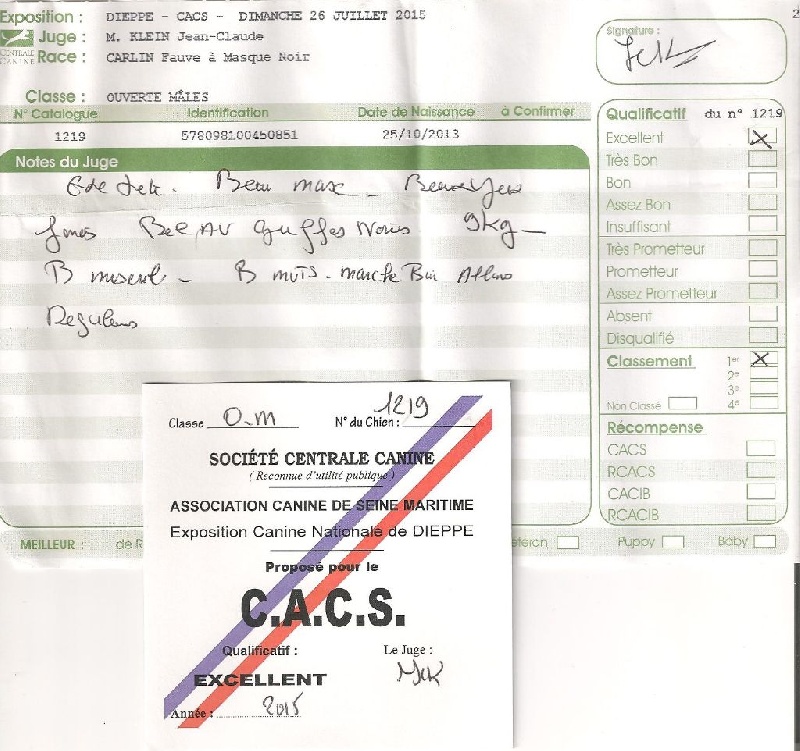 Exposition : DIEPPE - CACS - DIMANCHE 26 JUILLET 2015
Juge : M. KLEIN Jean-Claude
CENTRALE CANINE
Race : CARLIN Fauve à Masque Noir
Classe : OUVERTE MÂLES
N° Catalogue Identification Date de Naissance à Confirmer
1219 578098100450851 25/10/2013
Notes du Juge
Beau
9kg
B B marche Bien
Signature :
Qualificatif du n° 1219
Excellent X
Très Bon
Bon
Assez Bon
Insuffisant
Très Prometteur
Prometteur
Assez Prometteur
Absent
Disqualifié
Classement 1er X
2e
3e
Non Classé 4e
Récompense
CACS
RCACS
CACIB
RCACIB
MEILLEUR : de R
Puppy Baby
Classe O.M N° du Chien : 1219
SOCIÉTÉ CENTRALE CANINE
( Reconnue d'utilité publique )
ASSOCIATION CANINE DE SEINE MARITIME
Exposition Canine Nationale de DIEPPE
Proposé pour le
C.A.C.S.
Qualificatif : Le Juge :
EXCELLENT
Année : 2015